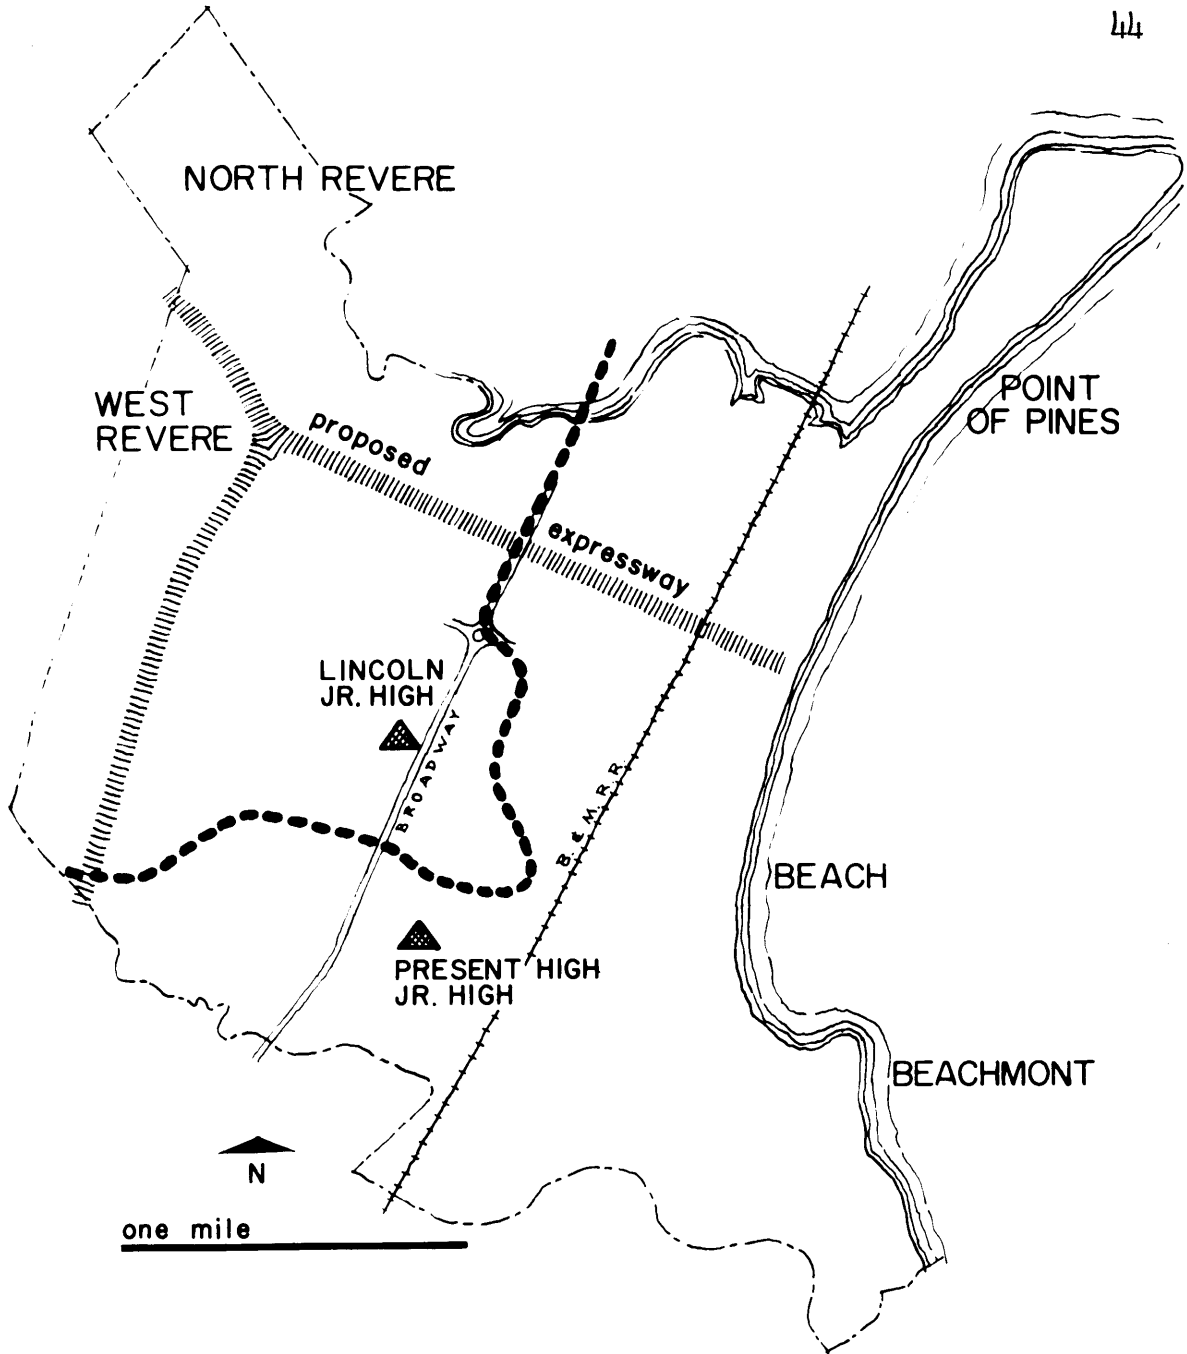 44
NORTH REVERE
WEST
REVERE
proposed
expressway
POINT
OF PINES
LINCOLN
JR. HIGH
BROADWAY
B. & M. R. R.
BEACH
PRESENT HIGH
JR. HIGH
BEACHMONT
N
one mile